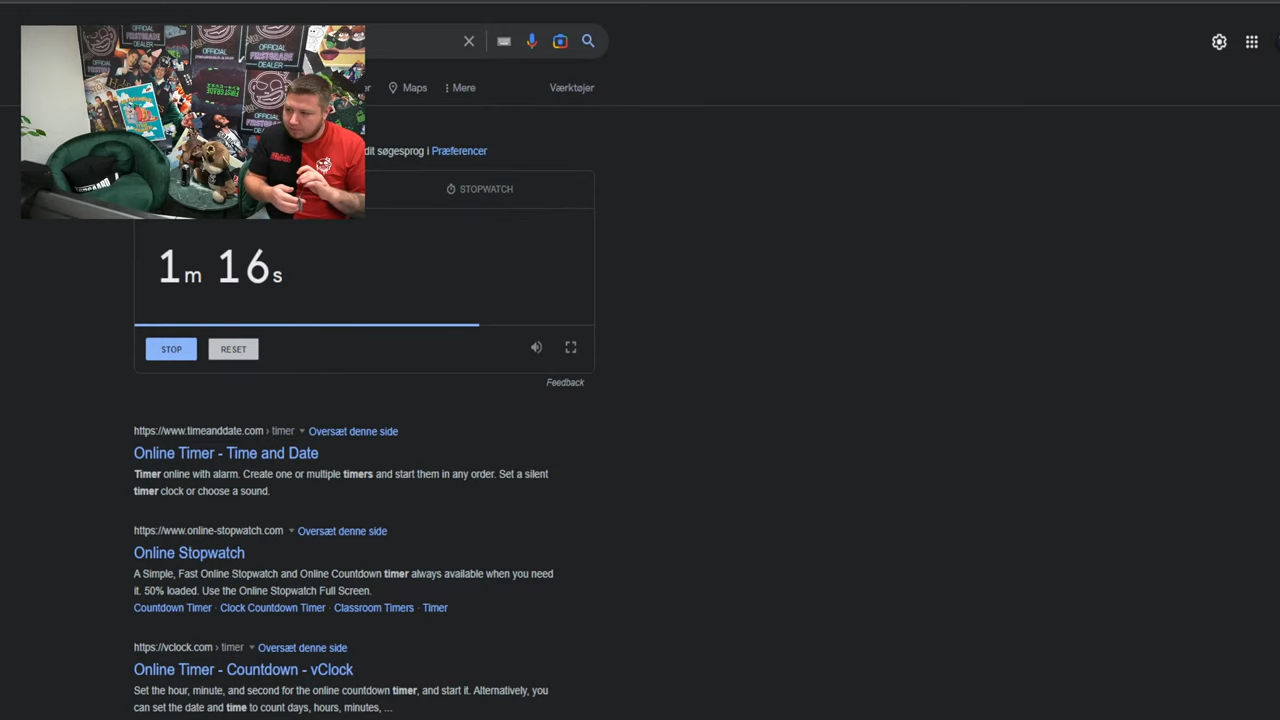 OFFICIAL
FIRSTGRADE
DEALER
OFFICIAL
FIRSTGRADE
DEALER
Maps
Mere
Værktøjer
dit søgesprog i Præferencer
STOPWATCH
1m 16s
STOP
RESET
Feedback
https://www.timeanddate.com › timer Oversæt denne side
Online Timer - Time and Date
Timer online with alarm. Create one or multiple timers and start them in any order. Set a silent
timer clock or choose a sound.
https://www.online-stopwatch.com Oversæt denne side
Online Stopwatch
A Simple, Fast Online Stopwatch and Online Countdown timer always available when you need
it. 50% loaded. Use the Online Stopwatch Full Screen.
Countdown Timer · Clock Countdown Timer · Classroom Timers · Timer
https://vclock.com › timer Oversæt denne side
Online Timer - Countdown - vClock
Set the hour, minute, and second for the online countdown timer, and start it. Alternatively, you
can set the date and time to count days, hours, minutes, ...